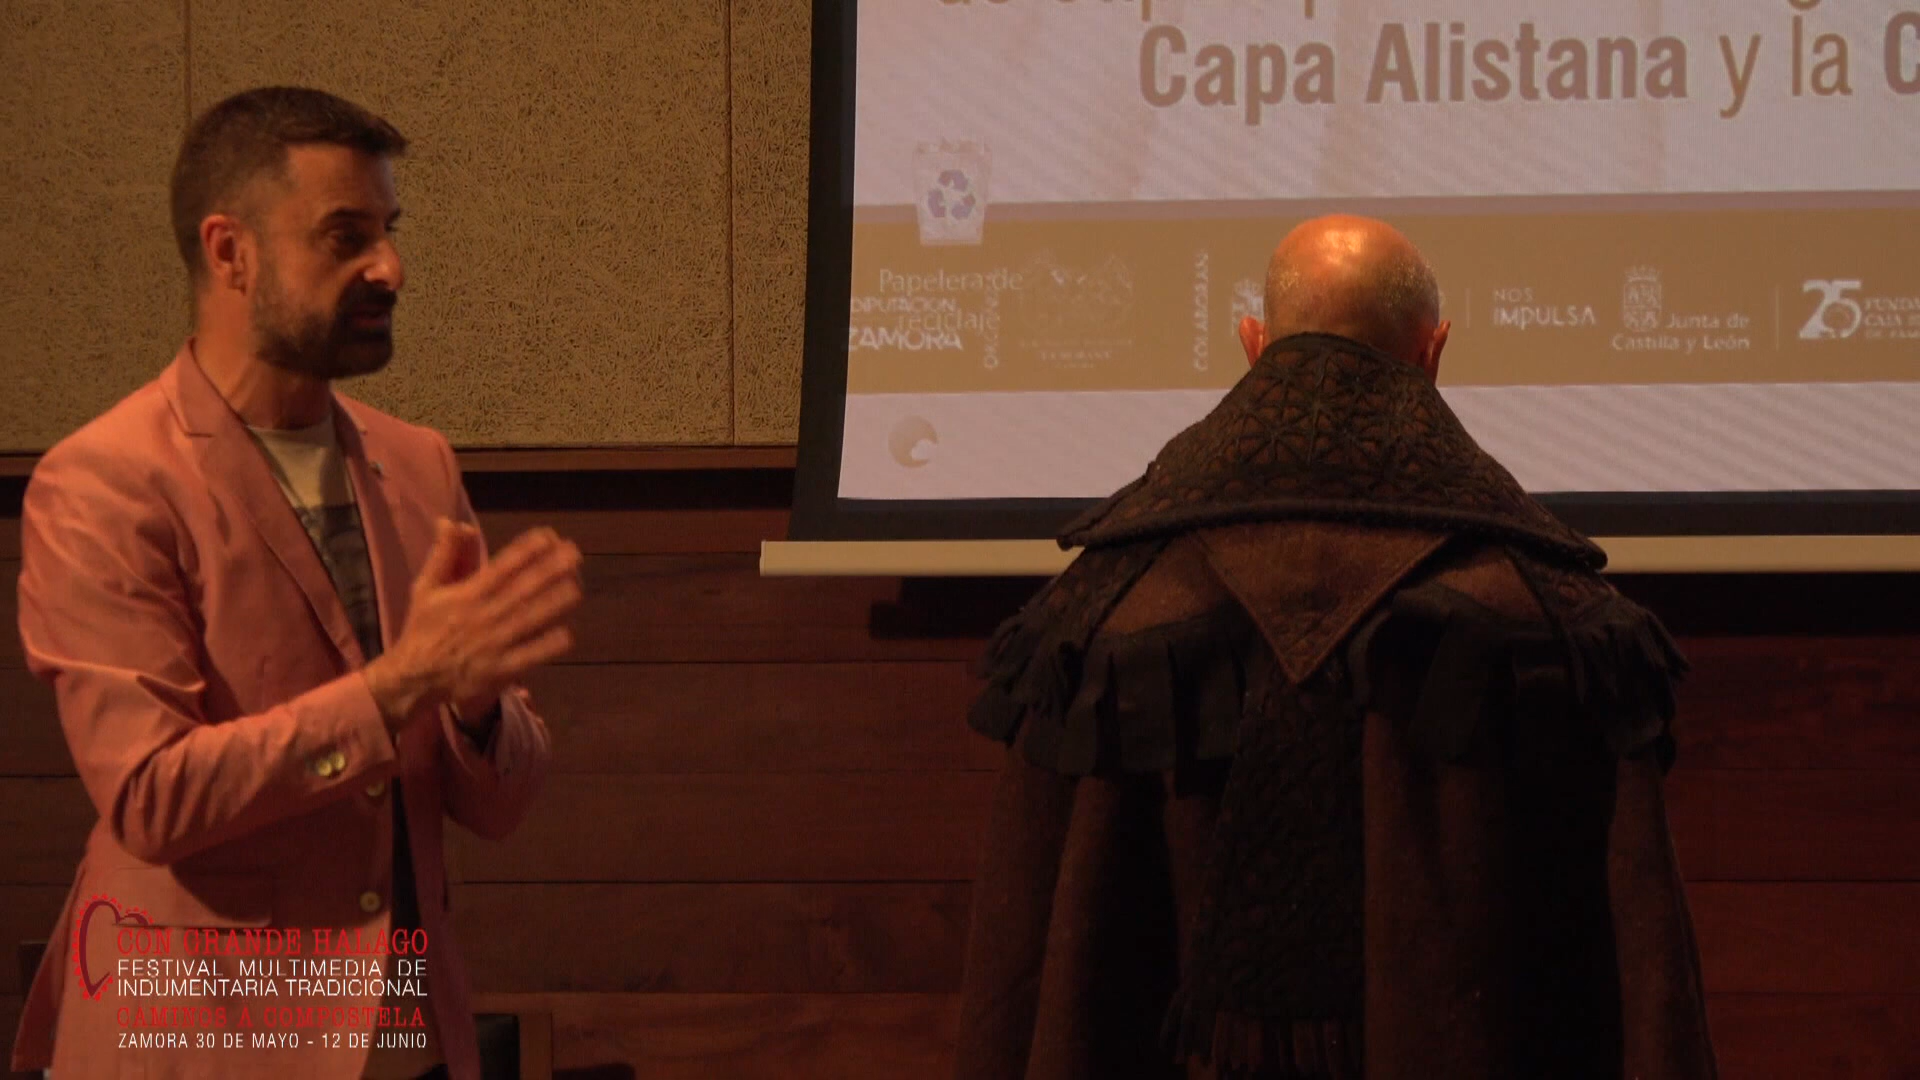 Capa Alistana y la C
Papelera de
reciclaje
DIPUTACIÓN
ZAMORA
COLABORAN
NOS
IMPULSA
Junta de
Castilla y León
25
CON GRANDE HALAGO
FESTIVAL MULTIMEDIA DE
INDUMENTARIA TRADICIONAL
CAMINOS A COMPOSTELA
ZAMORA 30 DE MAYO - 12 DE JUNIO